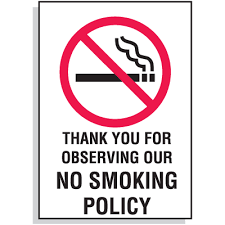 THANK YOU FOR
OBSERVING OUR
NO SMOKING
POLICY